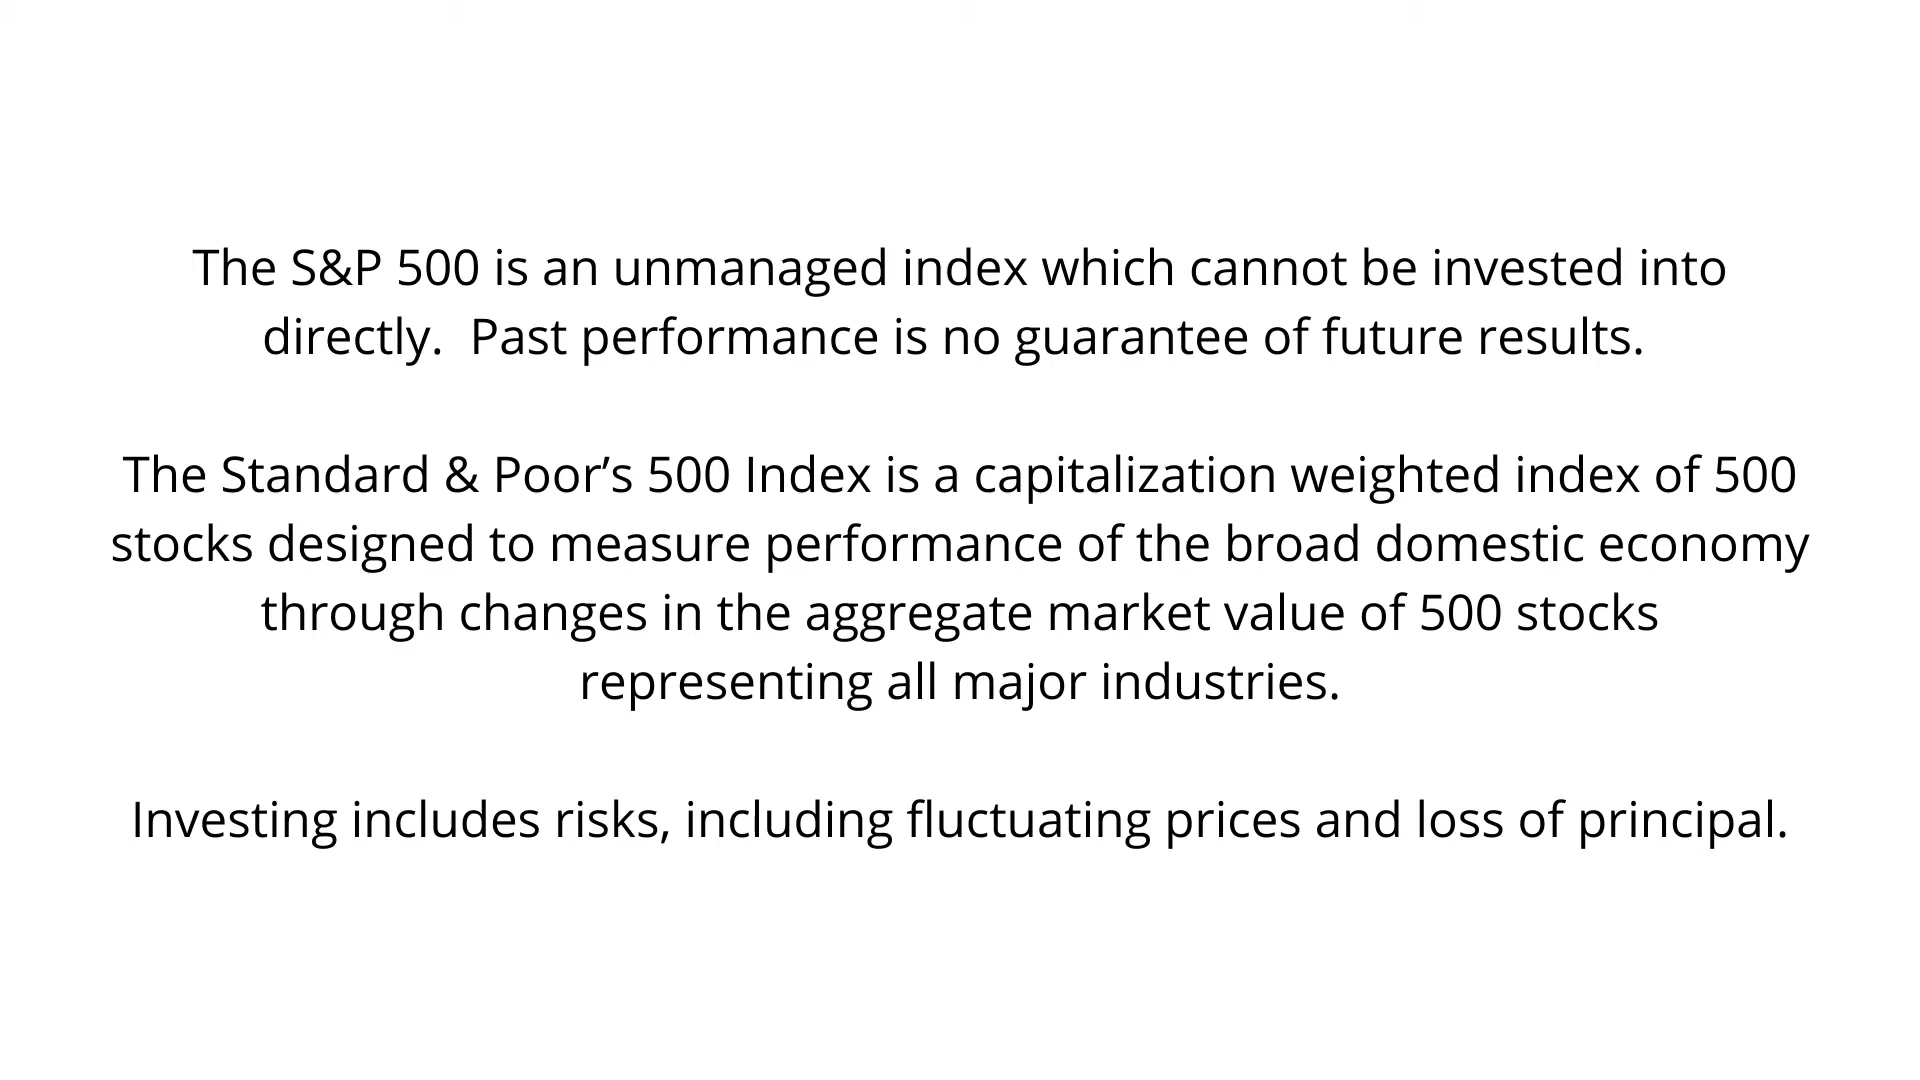 The S&P 500 is an unmanaged index which cannot be invested into
directly.  Past performance is no guarantee of future results.
The Standard & Poor’s 500 Index is a capitalization weighted index of 500
stocks designed to measure performance of the broad domestic economy
through changes in the aggregate market value of 500 stocks
representing all major industries.
Investing includes risks, including fluctuating prices and loss of principal.